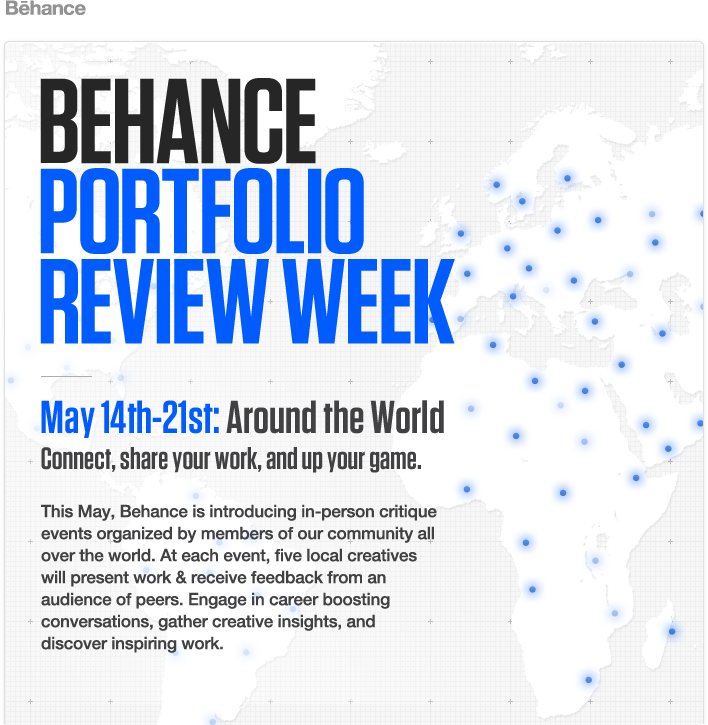 Bēhance
BEHANCE
PORTFOLIO
REVIEW WEEK
May 14th-21st: Around the World
Connect, share your work, and up your game.
This May, Behance is introducing in-person critique
events organized by members of our community all
over the world. At each event, five local creatives
will present work & receive feedback from an
audience of peers. Engage in career boosting
conversations, gather creative insights, and
discover inspiring work.